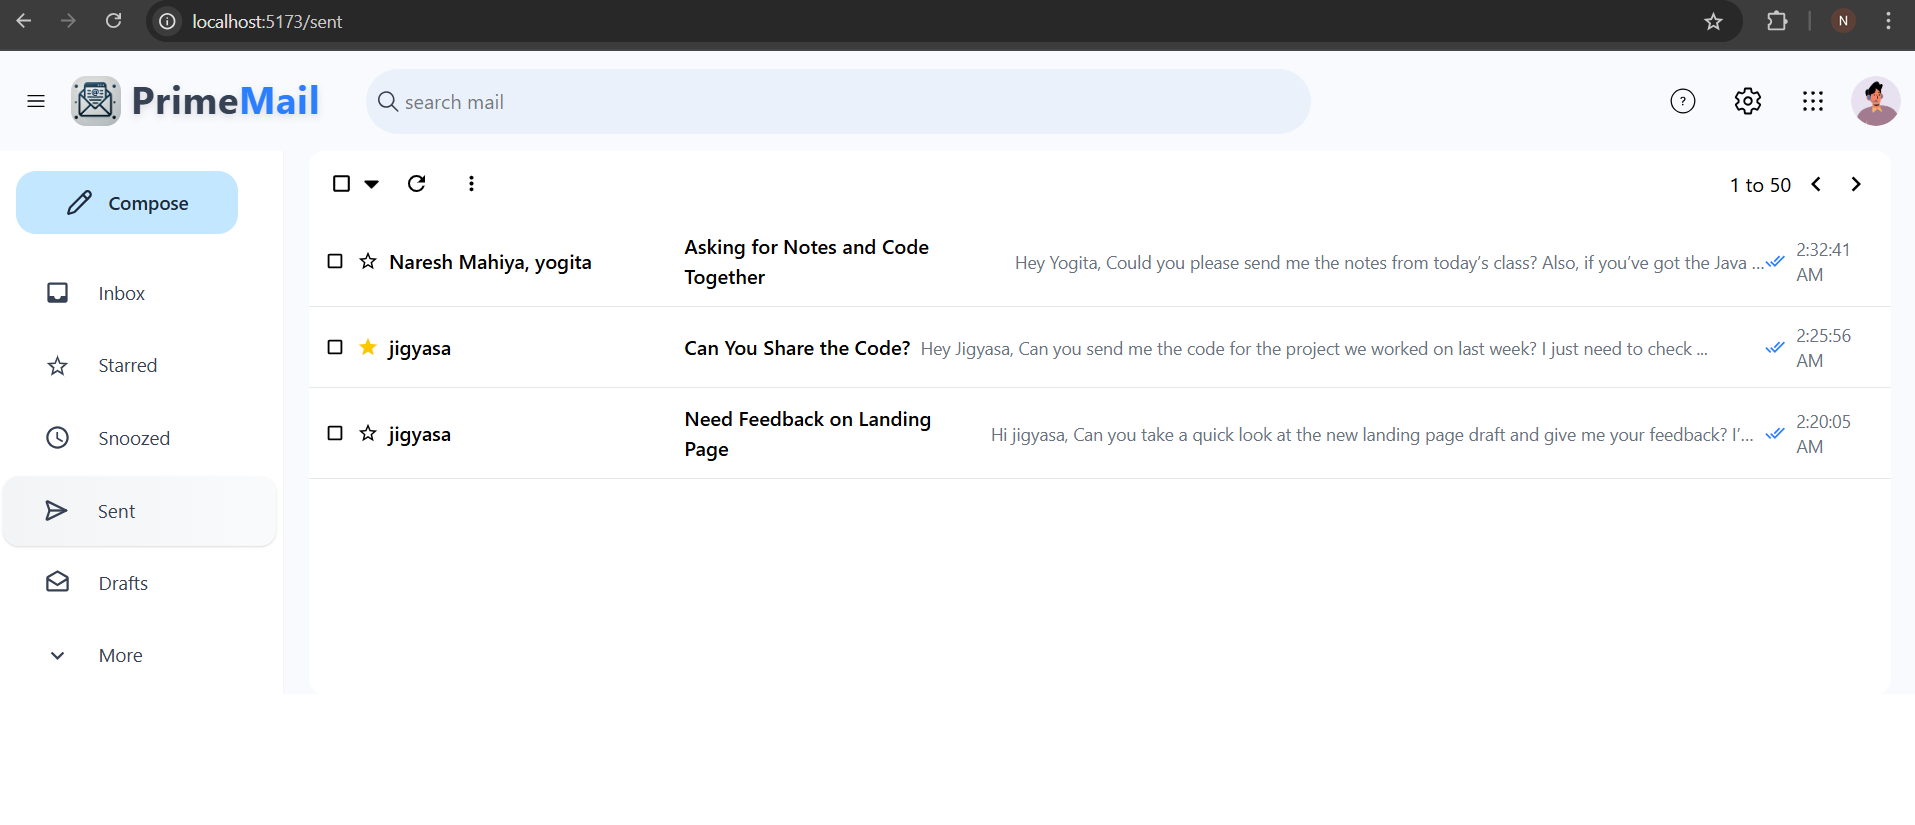 localhost:5173/sent
N
PrimeMail
search mail
?
Compose
1 to 50
Naresh Mahiya, yogita
Asking for Notes and Code
Together
Hey Yogita, Could you please send me the notes from today’s class? Also, if you’ve got the Java ...
2:32:41
AM
Inbox
jigyasa
Can You Share the Code?
Hey Jigyasa, Can you send me the code for the project we worked on last week? I just need to check ...
2:25:56
AM
Starred
jigyasa
Need Feedback on Landing
Page
Hi jigyasa, Can you take a quick look at the new landing page draft and give me your feedback? I’...
2:20:05
AM
Snoozed
Sent
Drafts
More